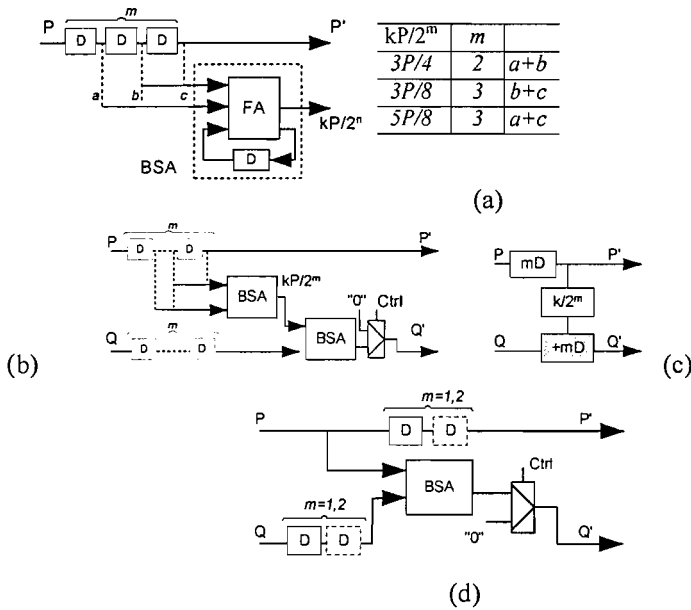 m
P D D D P'
a b c
FA
kP/2ⁿ
D
BSA
kP/2ᵐ m
3P/4 2 a+b
3P/8 3 b+c
5P/8 3 a+c
(a)
m
P D D P'
BSA kP/2ᵐ
"0" Ctrl
m
Q D D BSA Q'
(b)
P mD P'
k/2ᵐ
Q +mD Q'
(c)
m=1,2
P D D P'
BSA Ctrl
m=1,2
Q D D "0" Q'
(d)